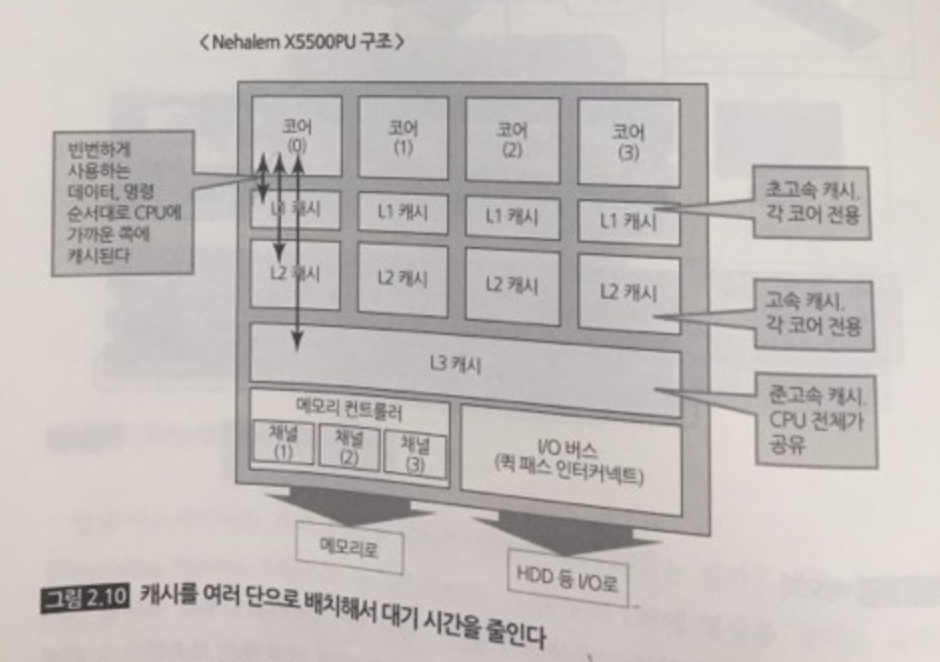 < Nehalem X5500PU 구조 >
빈번하게
사용하는
데이터, 명령
순서대로 CPU에
가까운 쪽에
캐시된다
코어
(0)
코어
(1)
코어
(2)
코어
(3)
L1 캐시
L1 캐시
L1 캐시
L1 캐시
초고속 캐시.
각 코어 전용
L2 캐시
L2 캐시
L2 캐시
L2 캐시
고속 캐시.
각 코어 전용
L3 캐시
준고속 캐시.
CPU 전체가
공유
메모리 컨트롤러
채널
(1)
채널
(2)
채널
(3)
I/O 버스
(퀵 패스 인터커넥트)
메모리로
HDD 등 I/O로
그림 2.10 캐시를 여러 단으로 배치해서 대기 시간을 줄인다